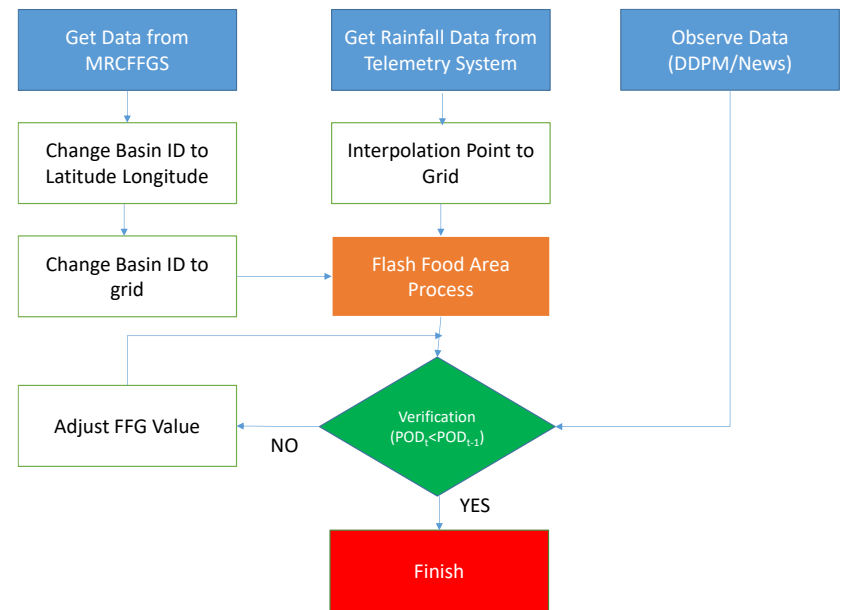 Get Data from
MRCFFGS
Get Rainfall Data from
Telemetry System
Observe Data
(DDPM/News)
Change Basin ID to
Latitude Longitude
Interpolation Point to
Grid
Change Basin ID to
grid
Flash Food Area
Process
Adjust FFG Value
NO
Verification
(PODt<PODt-1)
YES
Finish